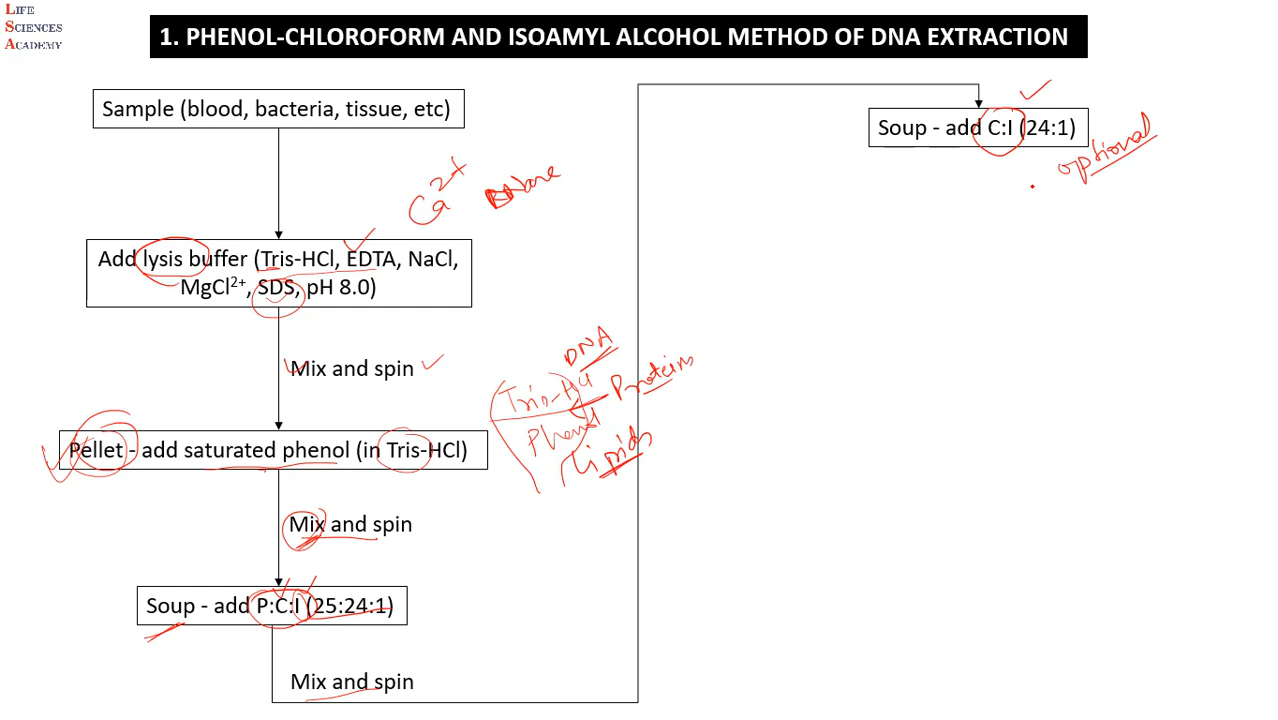 LIFE
SCIENCES
ACADEMY
1. PHENOL-CHLOROFORM AND ISOAMYL ALCOHOL METHOD OF DNA EXTRACTION
Sample (blood, bacteria, tissue, etc)
Ca2+
Add lysis buffer (Tris-HCl, EDTA, NaCl,
MgCl2+, SDS, pH 8.0)
Mix and spin
DNA
Tris-HCl
Proteins
Phenol
Lipids
Pellet - add saturated phenol (in Tris-HCl)
Mix and spin
Soup - add P:C:I (25:24:1)
Mix and spin
Soup - add C:I (24:1)
optional